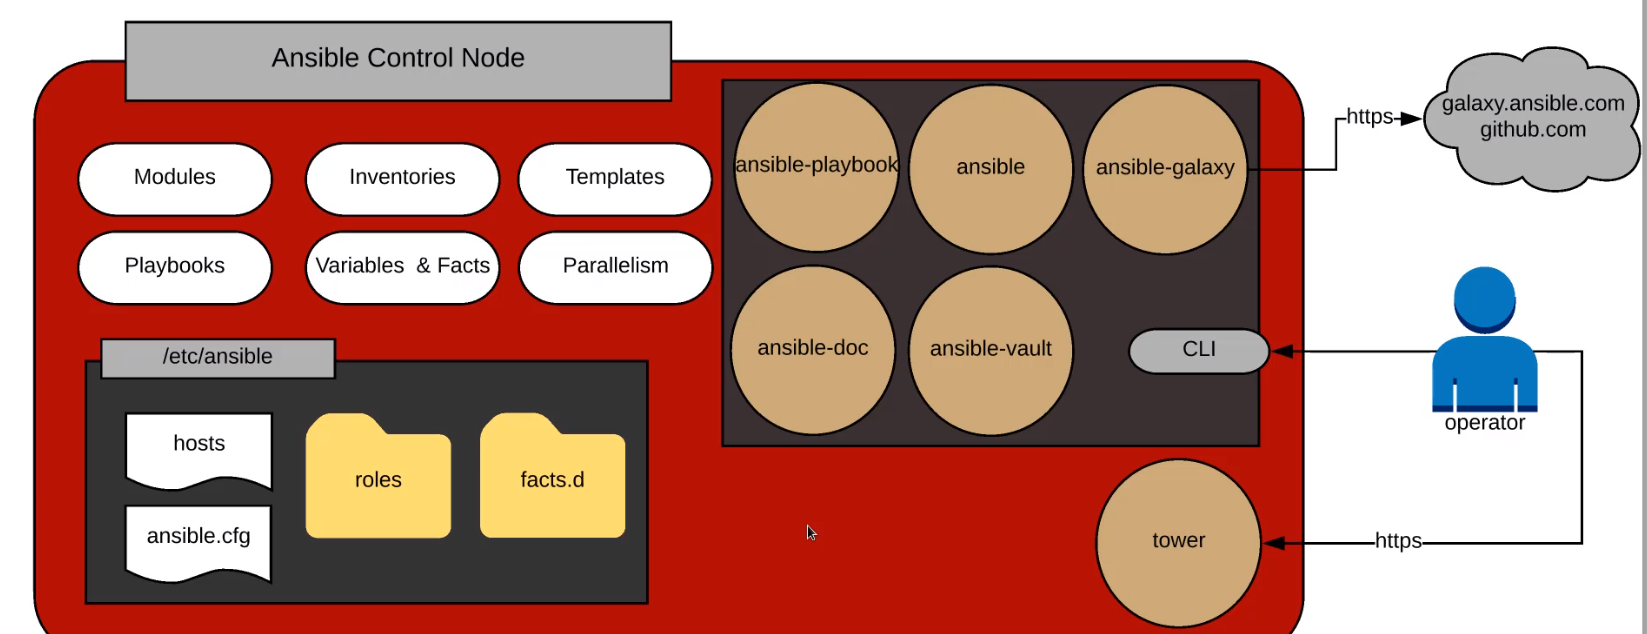 Ansible Control Node
Modules
Inventories
Templates
Playbooks
Variables & Facts
Parallelism
/etc/ansible
hosts
ansible.cfg
roles
facts.d
ansible-playbook
ansible
ansible-galaxy
ansible-doc
ansible-vault
CLI
tower
https
galaxy.ansible.com
github.com
operator
https